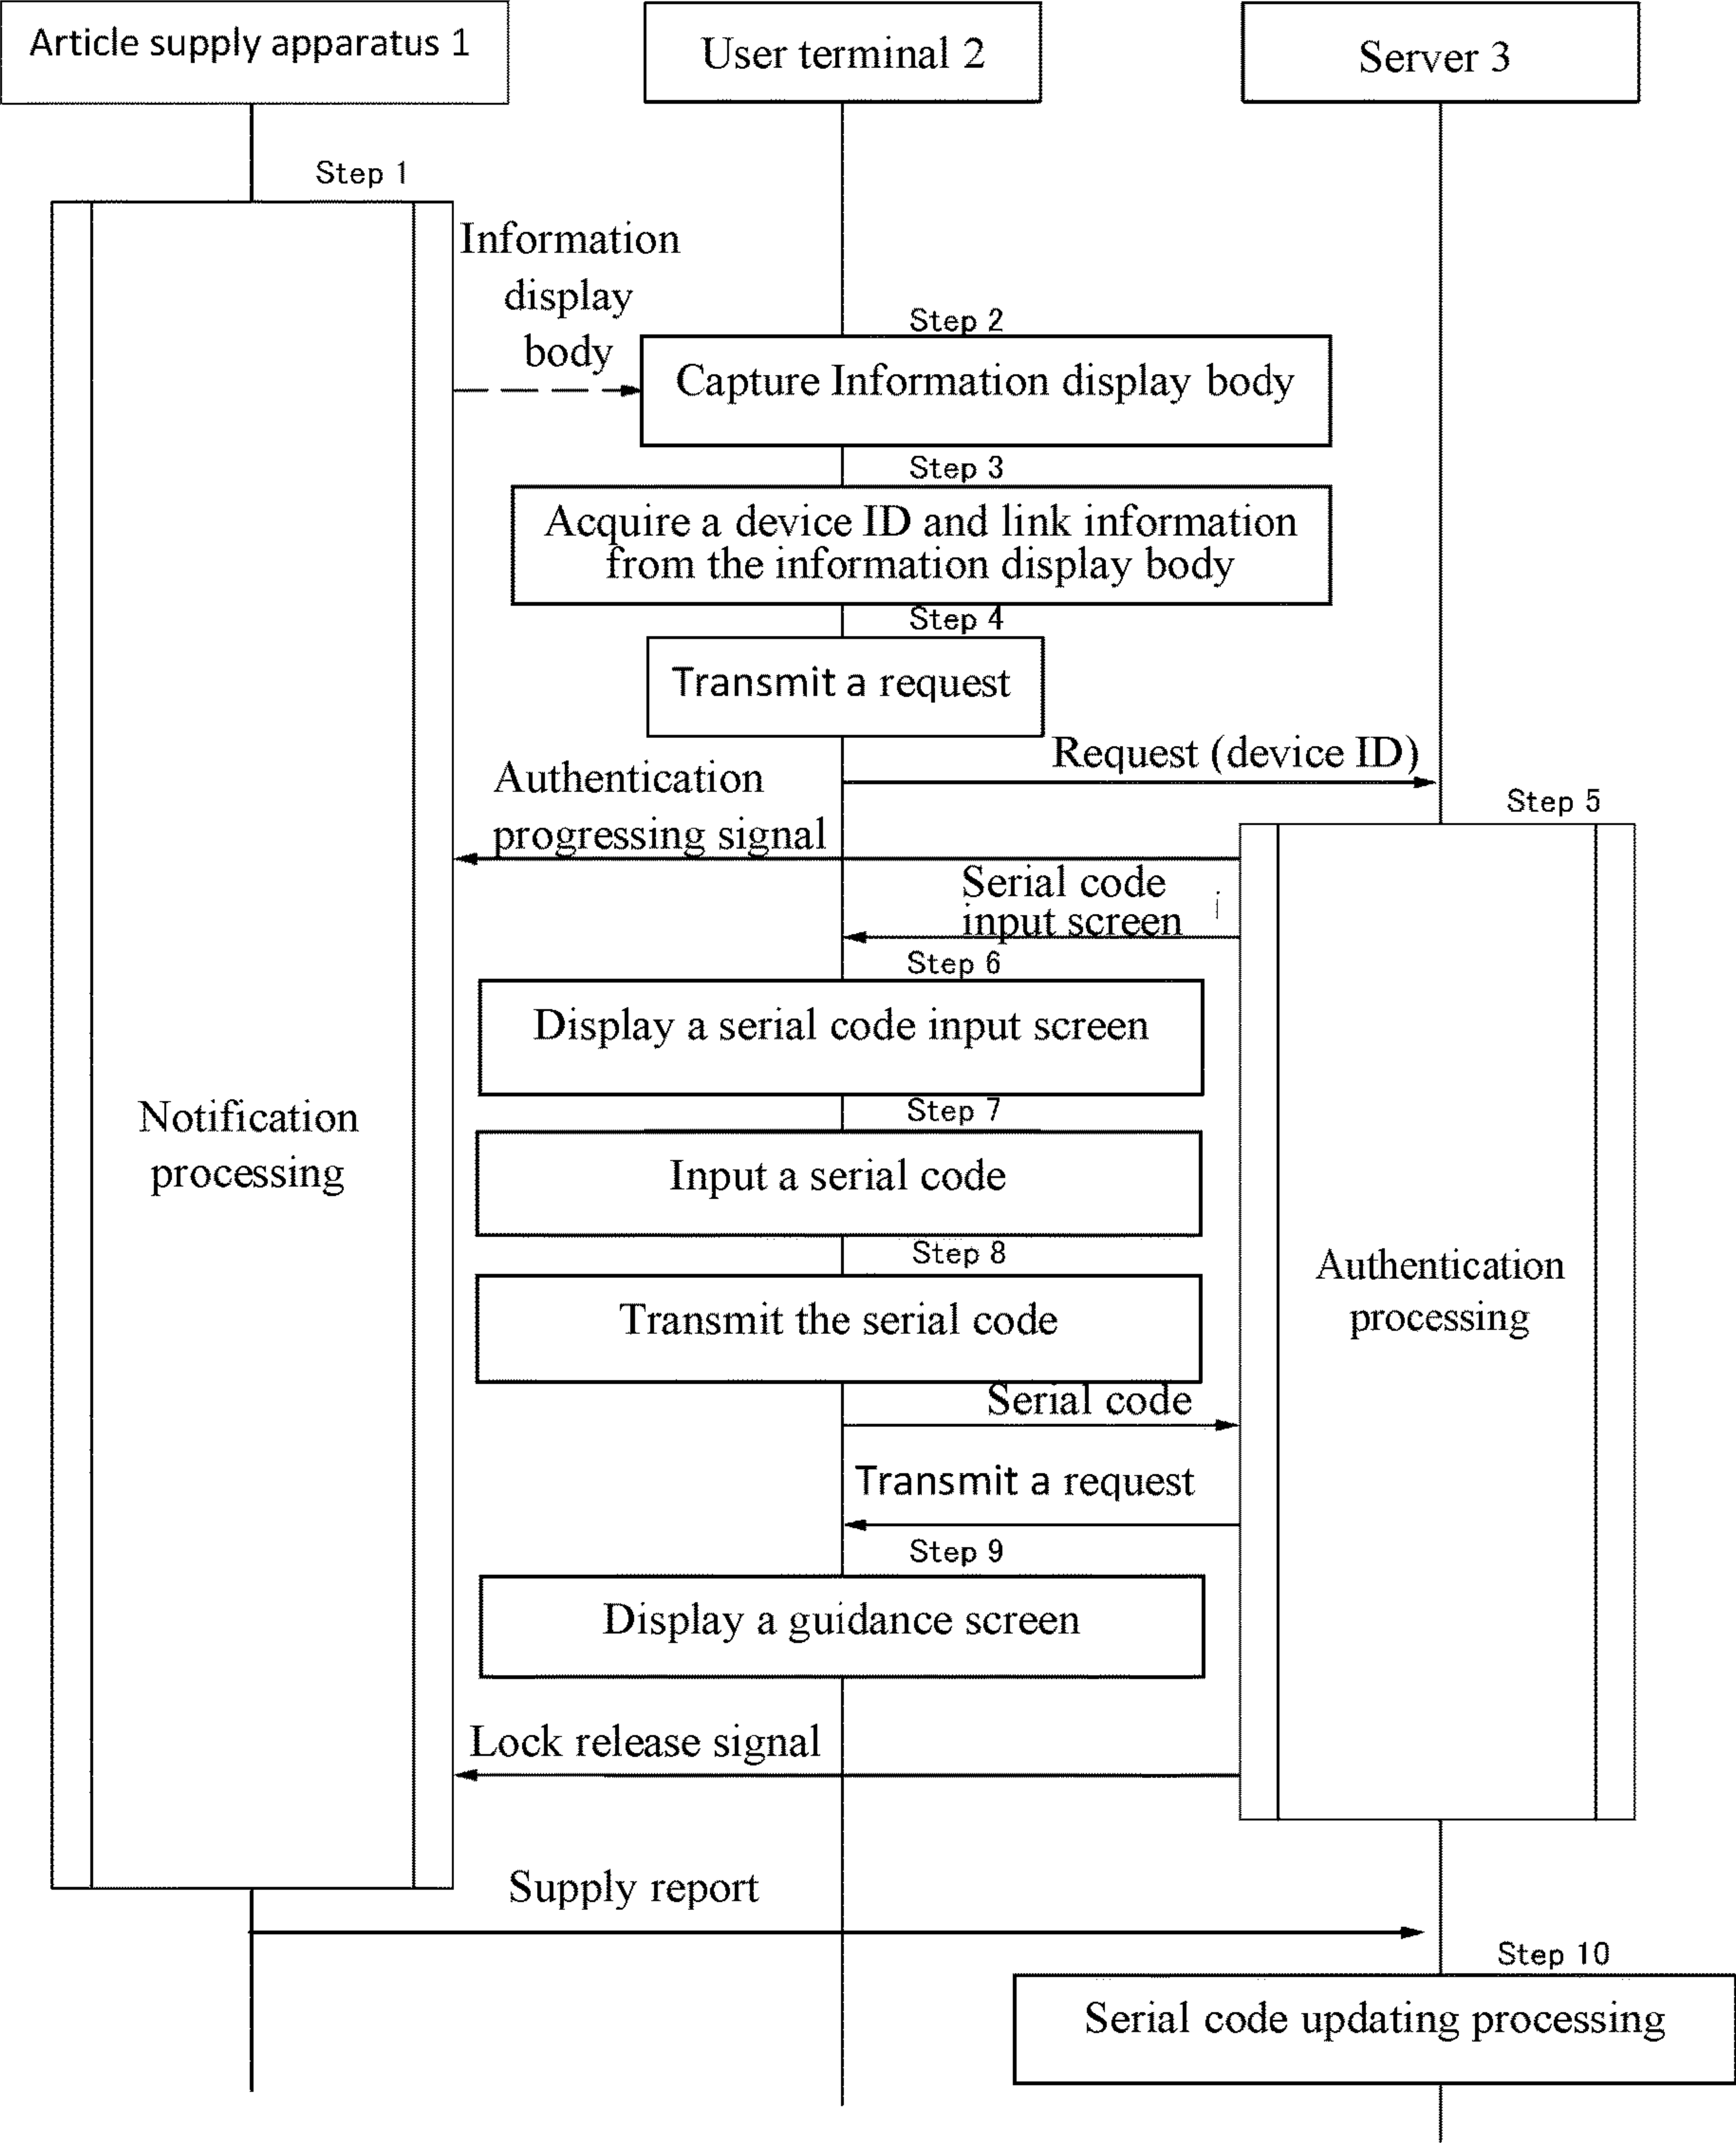 Article supply apparatus 1
User terminal 2
Server 3
Step 1
Information
display
body
Step 2
Capture Information display body
Step 3
Acquire a device ID and link information
from the information display body
Step 4
Transmit a request
Request (device ID)
Authentication
progressing signal
Step 5
Serial code
input screen
Step 6
Display a serial code input screen
Step 7
Notification
processing
Input a serial code
Step 8
Transmit the serial code
Authentication
processing
Serial code
Transmit a request
Step 9
Display a guidance screen
Lock release signal
Supply report
Step 10
Serial code updating processing